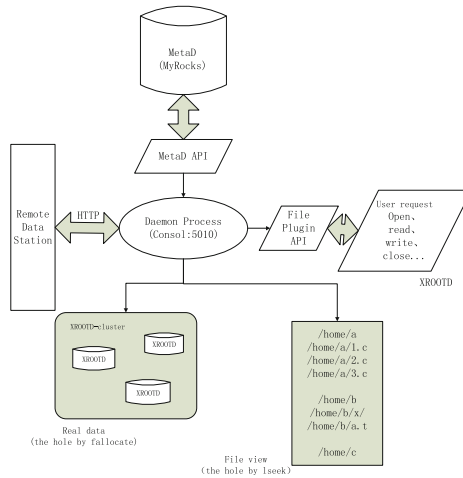 MetaD
(MyRocks)
MetaD API
Remote
Data
Station
HTTP
Daemon Process
(Consol:5010)
File
Plugin
API
User request
Open、
read、
write、
close...
XROOTD
XROOTD-cluster
XROOTD
XROOTD
XROOTD
Real data
(the hole by fallocate)
/home/a
/home/a/1.c
/home/a/2.c
/home/a/3.c
/home/b
/home/b/x/
/home/b/a.t
/home/c
File view
(the hole by lseek)